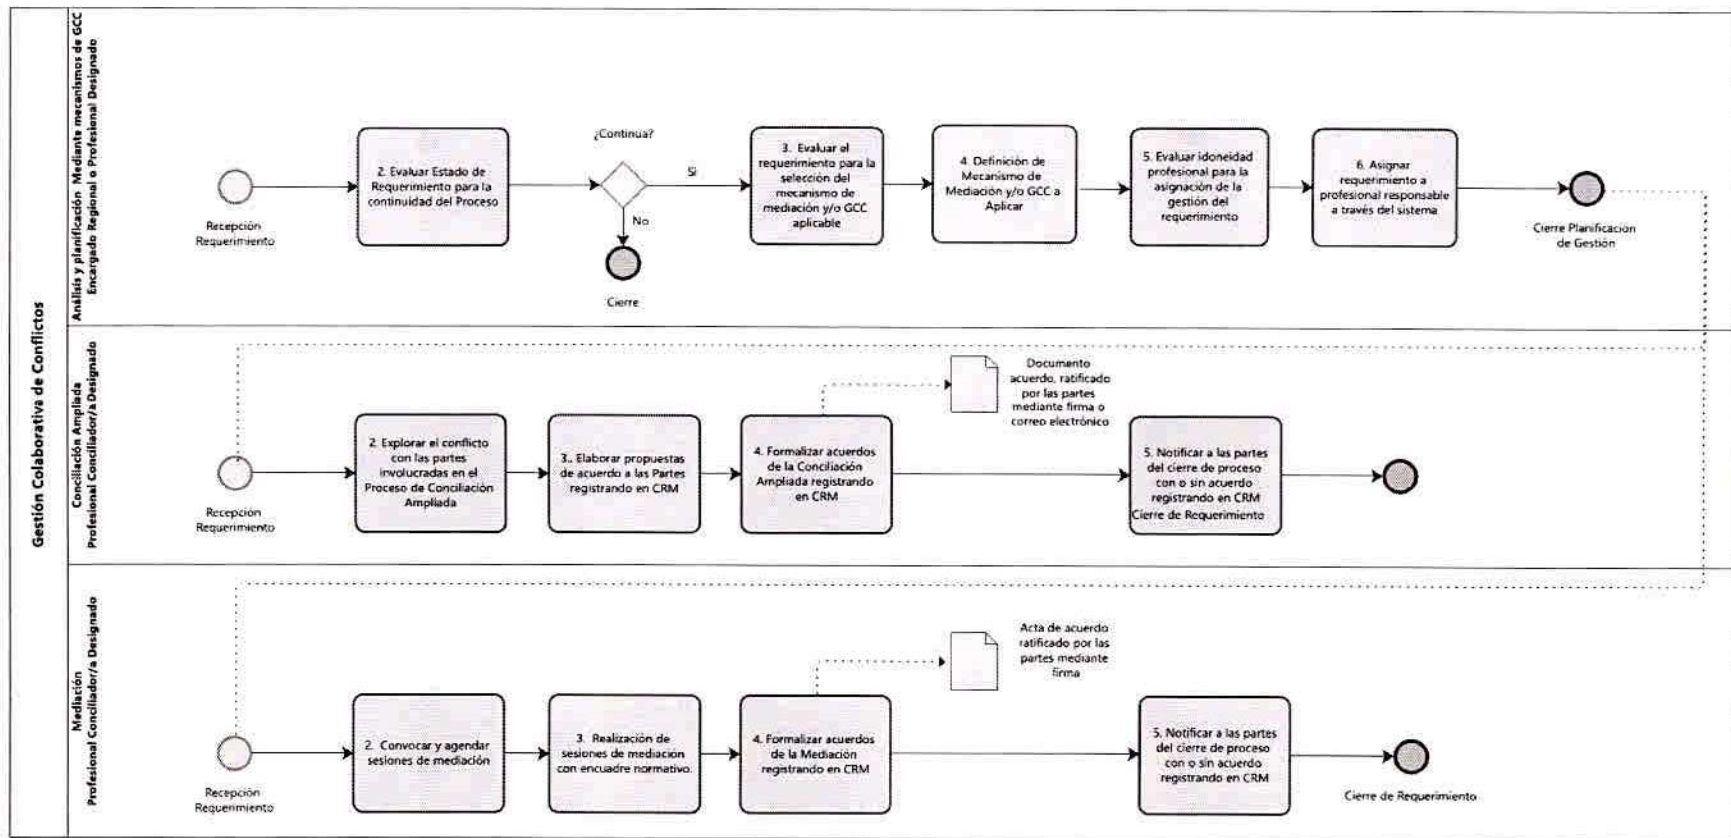 Gestión Colaborativa de Conflictos
Análisis y planificación Mediante mecanismos de GCC
Encargado Regional o Profesional Designado
Recepción
Requerimiento
2. Evaluar Estado de
Requerimiento para la
continuidad del Proceso
¿Continua?
Si
No
Cierre
3. Evaluar el
requerimiento para la
selección del
mecanismo de
mediación y/o GCC
aplicable
4. Definición de
Mecanismo de
Mediación y/o GCC a
Aplicar
5. Evaluar idoneidad
profesional para la
asignación de la
gestión del
requerimiento
6. Asignar
requerimiento a
profesional responsable
a través del sistema
Cierre Planificación
de Gestión
Conciliación Ampliada
Profesional Conciliador/a Designado
Recepción
Requerimiento
2. Explorar el conflicto
con las partes
involucradas en el
Proceso de Conciliación
Ampliada
3.. Elaborar propuestas
de acuerdo a las Partes
registrando en CRM
4. Formalizar acuerdos
de la Conciliación
Ampliada registrando
en CRM
Documento
acuerdo, ratificado
por las partes
mediante firma o
correo electrónico
5. Notificar a las partes
del cierre de proceso
con o sin acuerdo
registrando en CRM
Cierre de Requerimiento
Mediación
Profesional Conciliador/a Designado
Recepción
Requerimiento
2. Convocar y agendar
sesiones de mediación
3. Realización de
sesiones de mediación
con encuadre normativo.
4. Formalizar acuerdos
de la Mediación
registrando en CRM
Acta de acuerdo
ratificado por las
partes mediante
firma
5. Notificar a las partes
del cierre de proceso
con o sin acuerdo
registrando en CRM
Cierre de Requerimiento